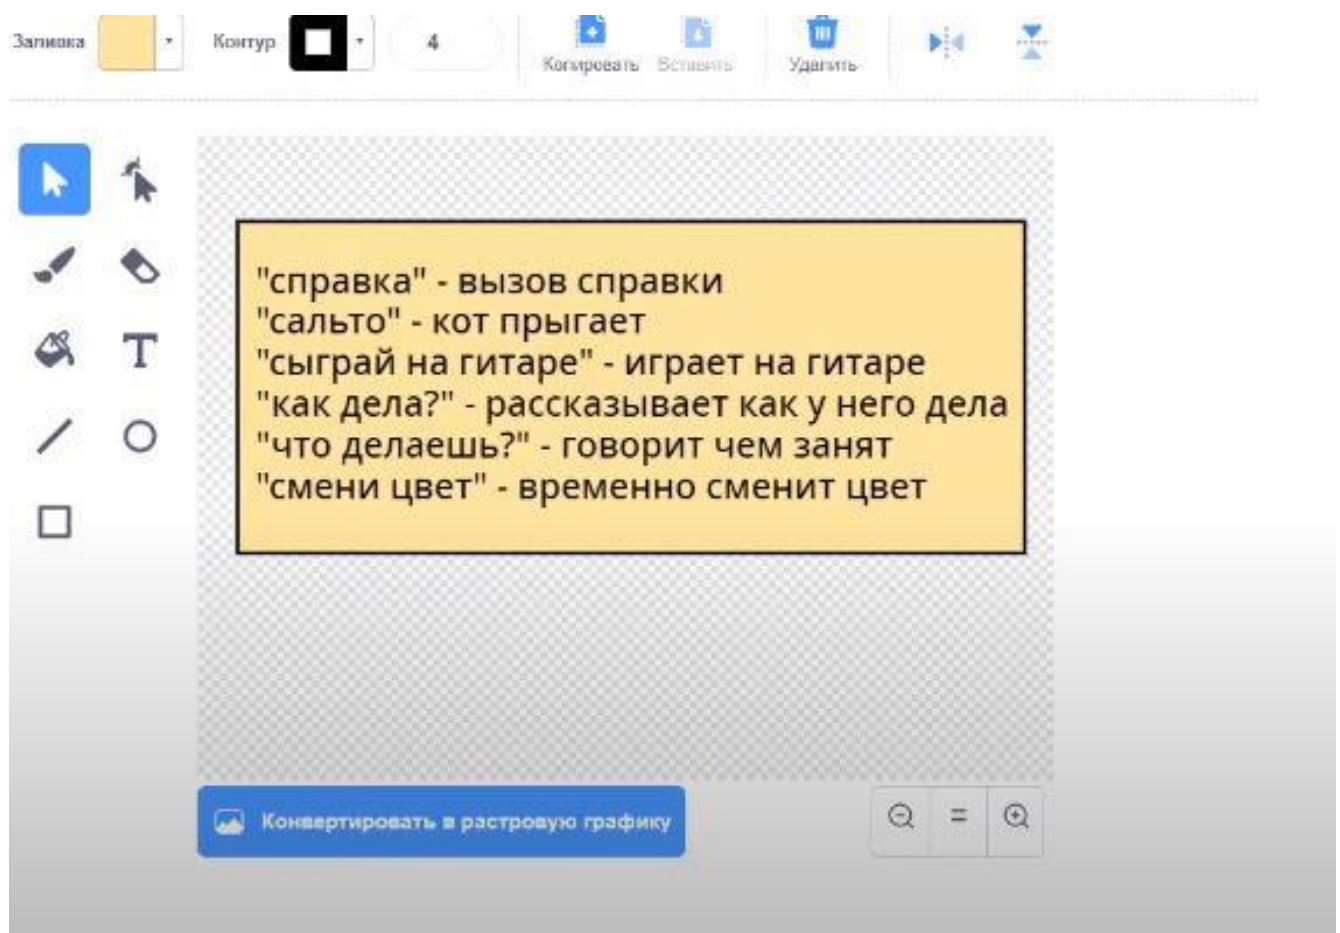 Заливка
Контур
4
Копировать
Вставить
Удалить
T
"справка" - вызов справки
"сальто" - кот прыгает
"сыграй на гитаре" - играет на гитаре
"как дела?" - рассказывает как у него дела
"что делаешь?" - говорит чем занят
"смени цвет" - временно сменит цвет
Конвертировать в растровую графику